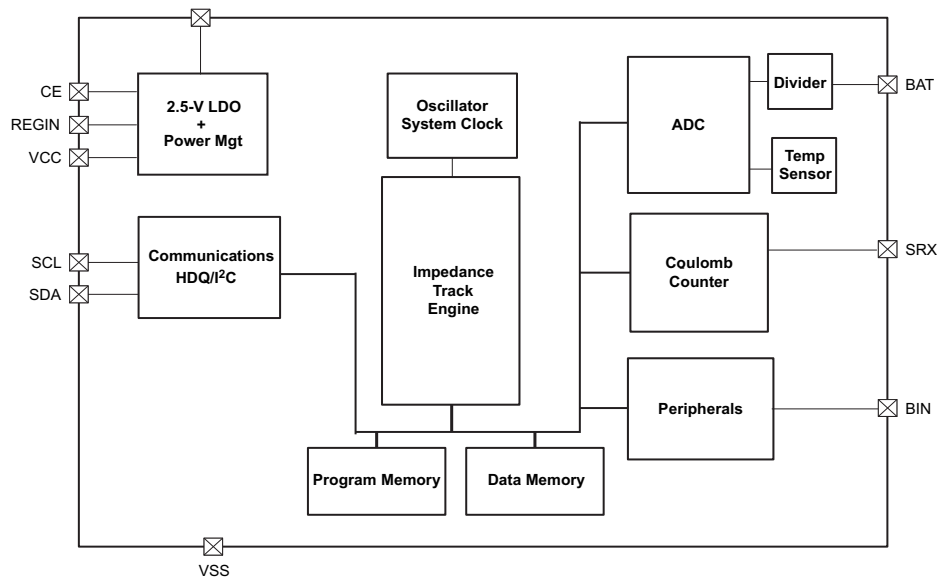 CE
REGIN
VCC
2.5-V LDO
+
Power Mgt
Oscillator
System Clock
ADC
Divider
BAT
Temp
Sensor
SCL
SDA
Communications
HDQ/I²C
Impedance
Track
Engine
Coulomb
Counter
SRX
Peripherals
BIN
Program Memory
Data Memory
VSS